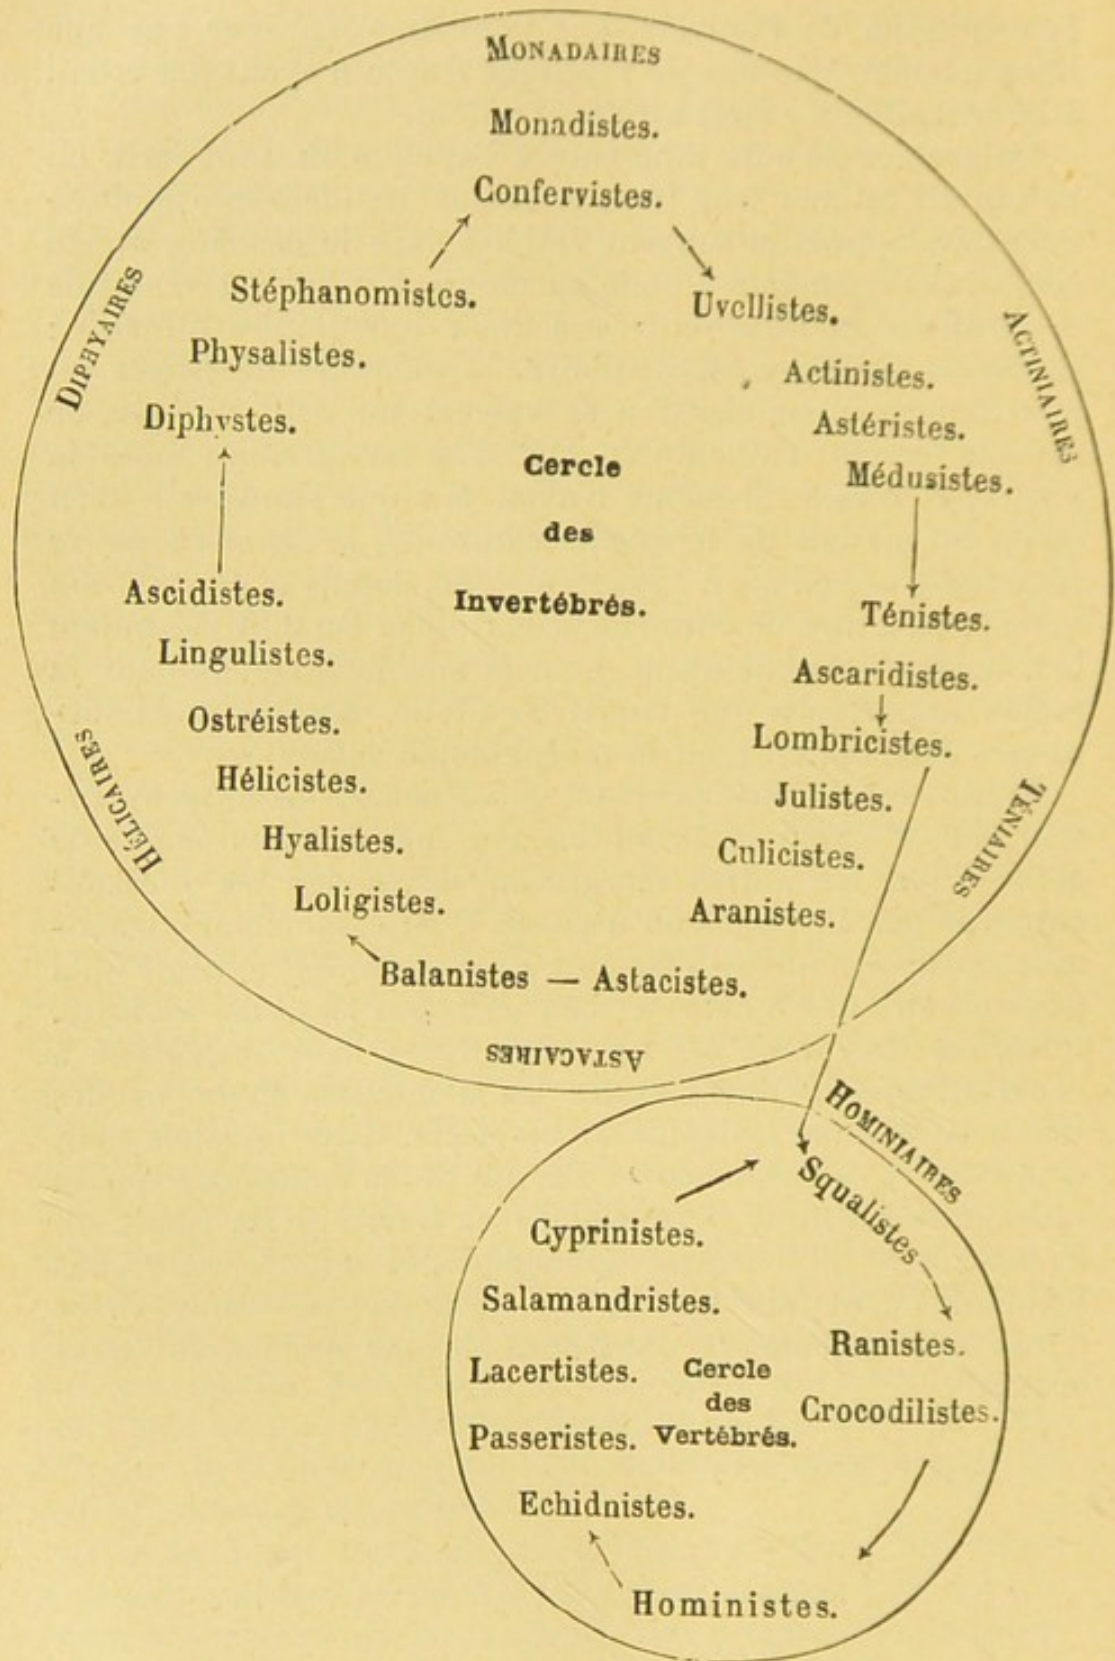 MONADAIRES
Monadistes.
Confervistes.
Stéphanomistes.
Uvellistes.
DIPHYAIRES
ACTINIAIRES
Physalistes.
Actinistes.
Diphystes.
Astéristes.
Cercle
Médusistes.
des
Ascidistes.
Invertébrés.
Ténistes.
Lingulistes.
Ascaridistes.
Ostréistes.
Lombricistes.
HÉLICAIRES
Hélicistes.
Julistes.
TÉNIAIRES
Hyalistes.
Culicistes.
Loligistes.
Aranistes.
Balanistes — Astacistes.
ASTACAIRES
HOMINIAIRES
Squalistes
Cyprinistes.
Salamandristes.
Ranistes.
Lacertistes.
Cercle
des
Crocodilistes.
Passeristes.
Vertébrés.
Echidnistes.
Hoministes.